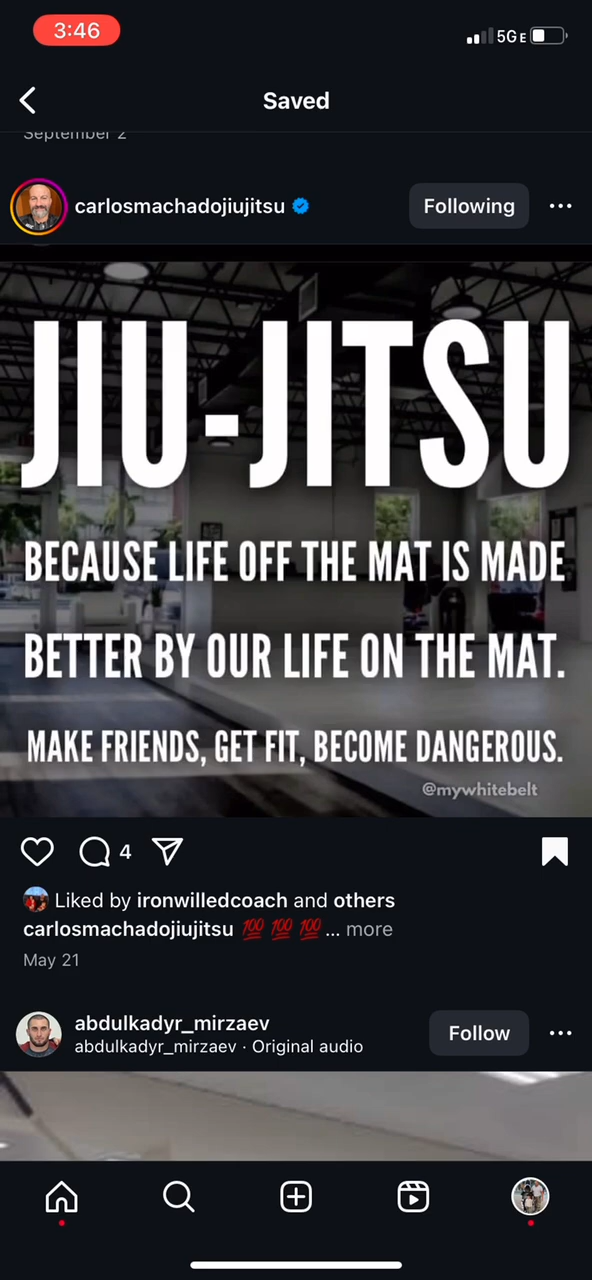 3:46
5G E
Saved
September 2
carlosmachadojiujitsu
Following
JIU-JITSU
BECAUSE LIFE OFF THE MAT IS MADE
BETTER BY OUR LIFE ON THE MAT.
MAKE FRIENDS, GET FIT, BECOME DANGEROUS.
@mywhitebelt
4
Liked by ironwilledcoach and others
carlosmachadojiujitsu 💯 💯 💯 ... more
May 21
abdulkadyr_mirzaev
Follow
abdulkadyr_mirzaev · Original audio